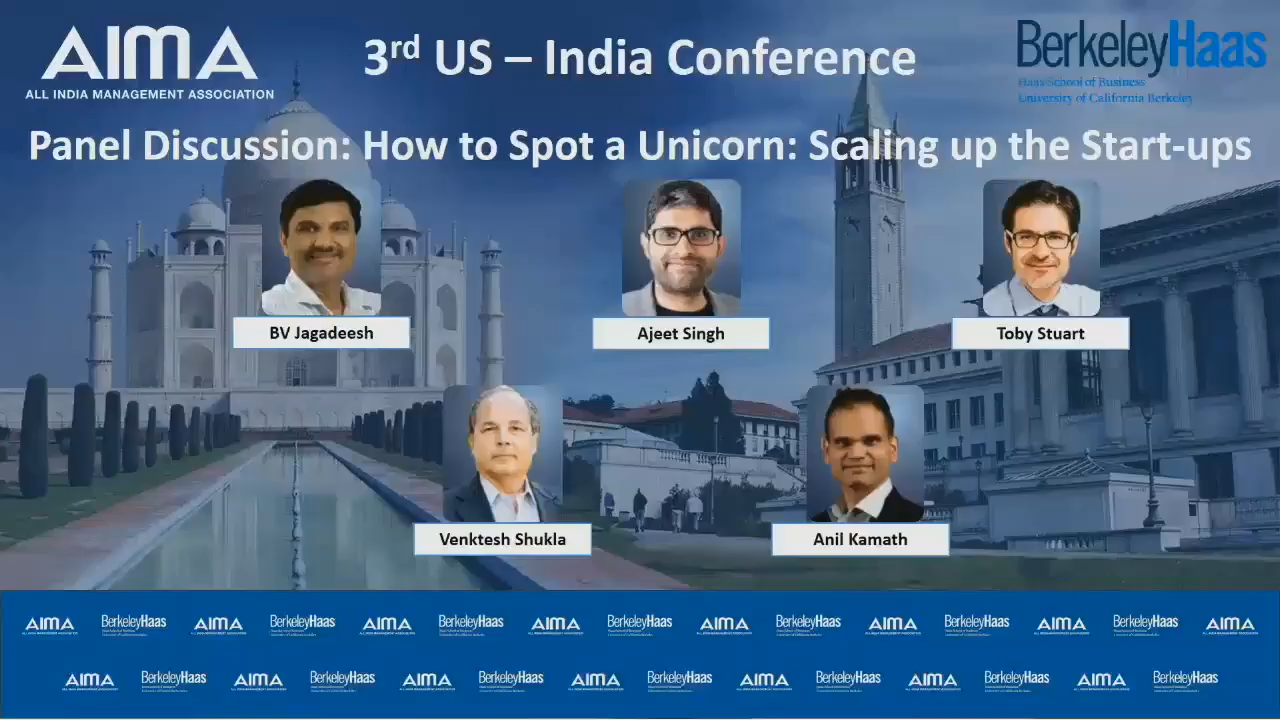 AIMA
ALL INDIA MANAGEMENT ASSOCIATION
3rd US – India Conference
BerkeleyHaas
Haas School of Business
University of California Berkeley
Panel Discussion: How to Spot a Unicorn: Scaling up the Start-ups
BV Jagadeesh
Ajeet Singh
Toby Stuart
Venktesh Shukla
Anil Kamath
AIMA BerkeleyHaas AIMA BerkeleyHaas AIMA BerkeleyHaas AIMA BerkeleyHaas AIMA BerkeleyHaas AIMA BerkeleyHaas AIMA BerkeleyHaas AIMA
AIMA BerkeleyHaas AIMA BerkeleyHaas AIMA BerkeleyHaas AIMA BerkeleyHaas AIMA BerkeleyHaas AIMA BerkeleyHaas AIMA BerkeleyHaas